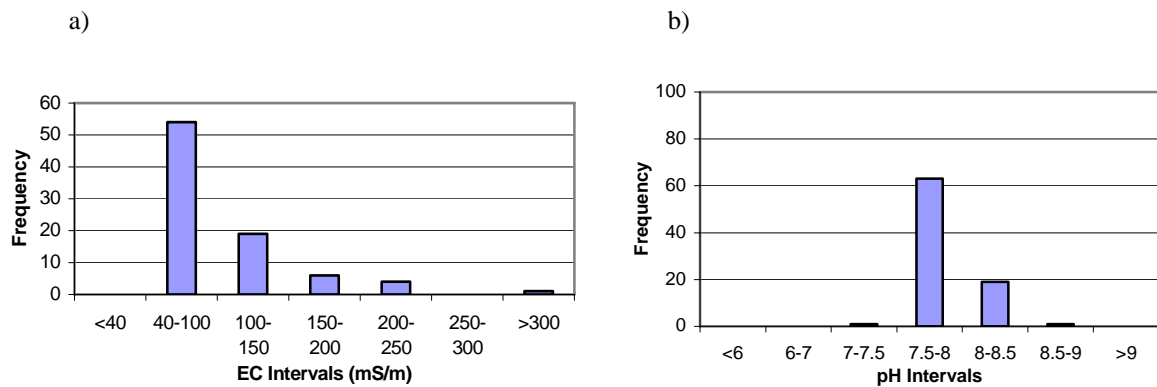 a)
60
50
40
30
20
10
0
Frequency
<40 40-100 100- 150- 200- 250- >300
150 200 250 300
EC Intervals (mS/m)
b)
100
80
60
40
20
0
Frequency
<6 6-7 7-7.5 7.5-8 8-8.5 8.5-9 >9
pH Intervals